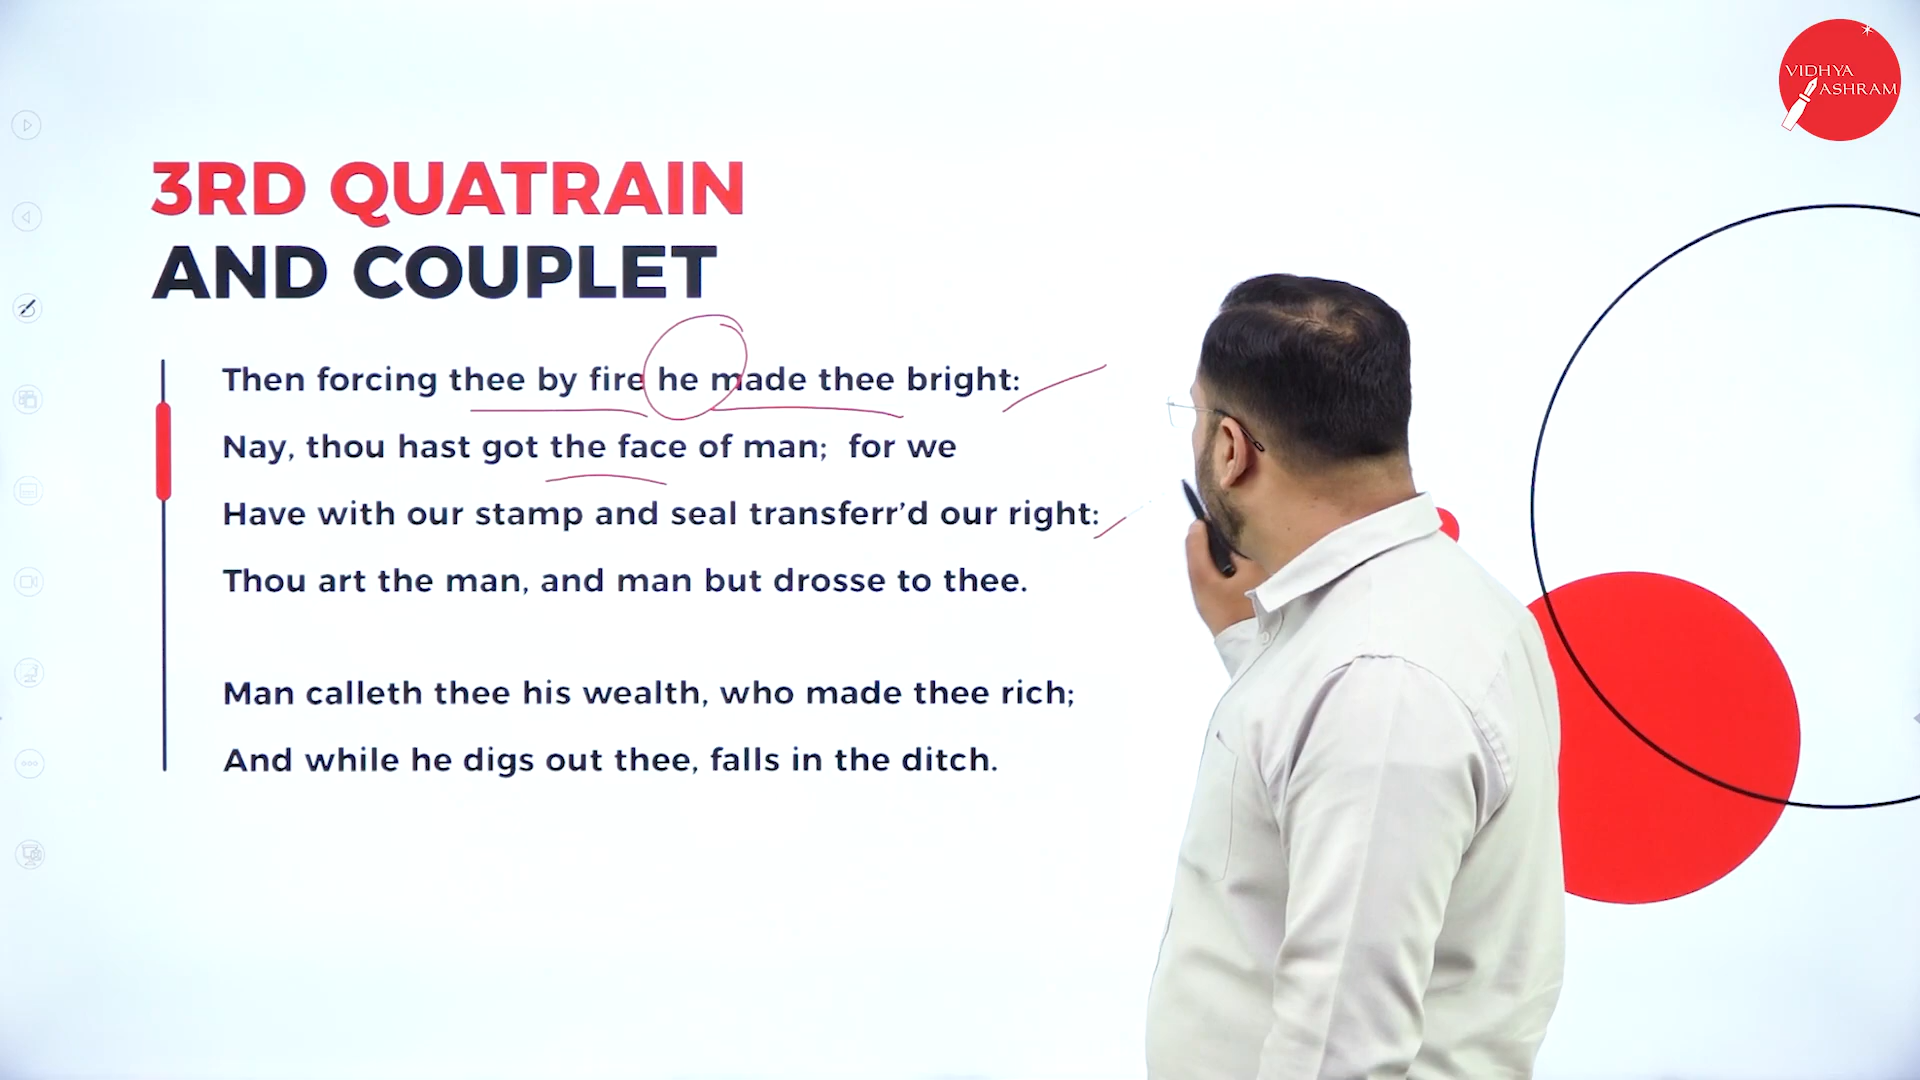 VIDHYA
ASHRAM
3RD QUATRAIN
AND COUPLET
Then forcing thee by fire he made thee bright:
Nay, thou hast got the face of man; for we
Have with our stamp and seal transferr’d our right:
Thou art the man, and man but drosse to thee.
Man calleth thee his wealth, who made thee rich;
And while he digs out thee, falls in the ditch.